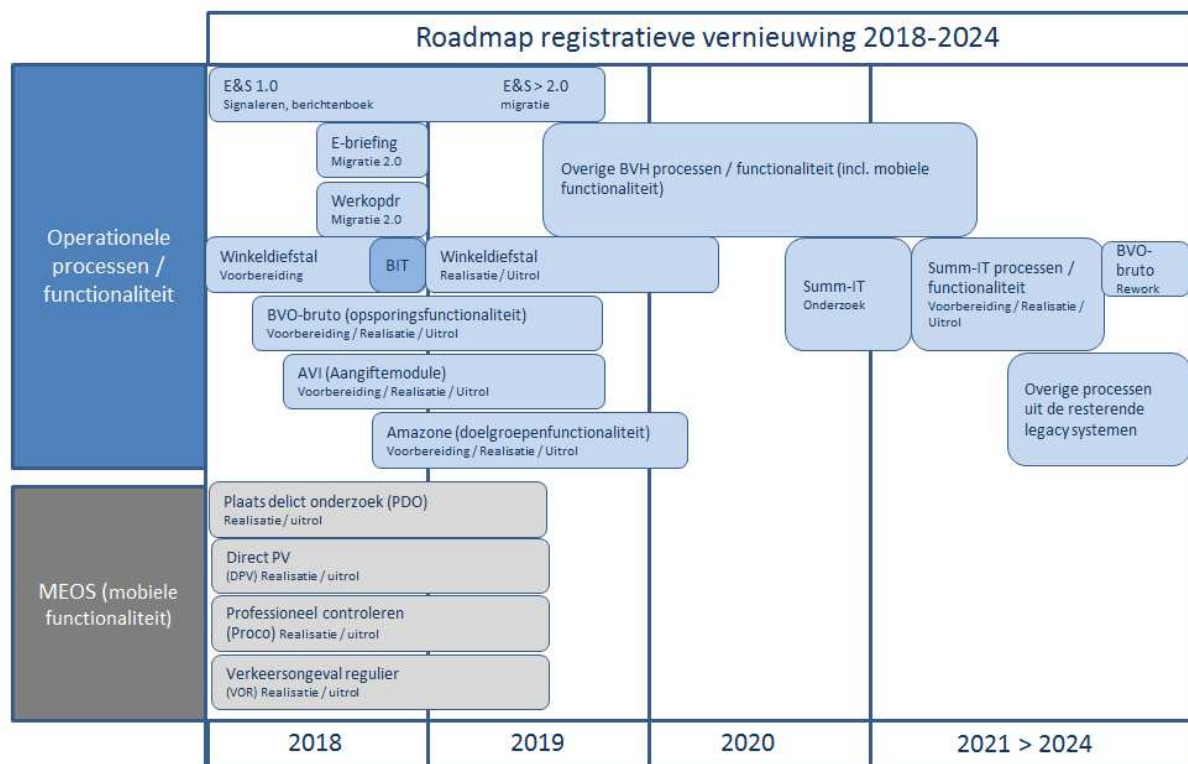 Roadmap registratieve vernieuwing 2018-2024
Operationele
processen /
functionaliteit
E&S 1.0
Signaleren, berichtenboek
E&S > 2.0
migratie
E-briefing
Migratie 2.0
Werkopdr
Migratie 2.0
Overige BVH processen / functionaliteit (incl. mobiele
functionaliteit)
Winkeldiefstal
Voorbereiding
BIT
Winkeldiefstal
Realisatie / Uitrol
Summ-IT
Onderzoek
Summ-IT processen /
functionaliteit
Voorbereiding / Realisatie /
Uitrol
BVO-
bruto
Rework
BVO-bruto (opsporingsfunctionaliteit)
Voorbereiding / Realisatie / Uitrol
AVI (Aangiftemodule)
Voorbereiding / Realisatie / Uitrol
Amazone (doelgroepenfunctionaliteit)
Voorbereiding / Realisatie / Uitrol
Overige processen
uit de resterende
legacy systemen
MEOS (mobiele
functionaliteit)
Plaats delict onderzoek (PDO)
Realisatie / uitrol
Direct PV
(DPV) Realisatie / uitrol
Professioneel controleren
(Proco) Realisatie / uitrol
Verkeersongeval regulier
(VOR) Realisatie / uitrol
2018
2019
2020
2021 > 2024